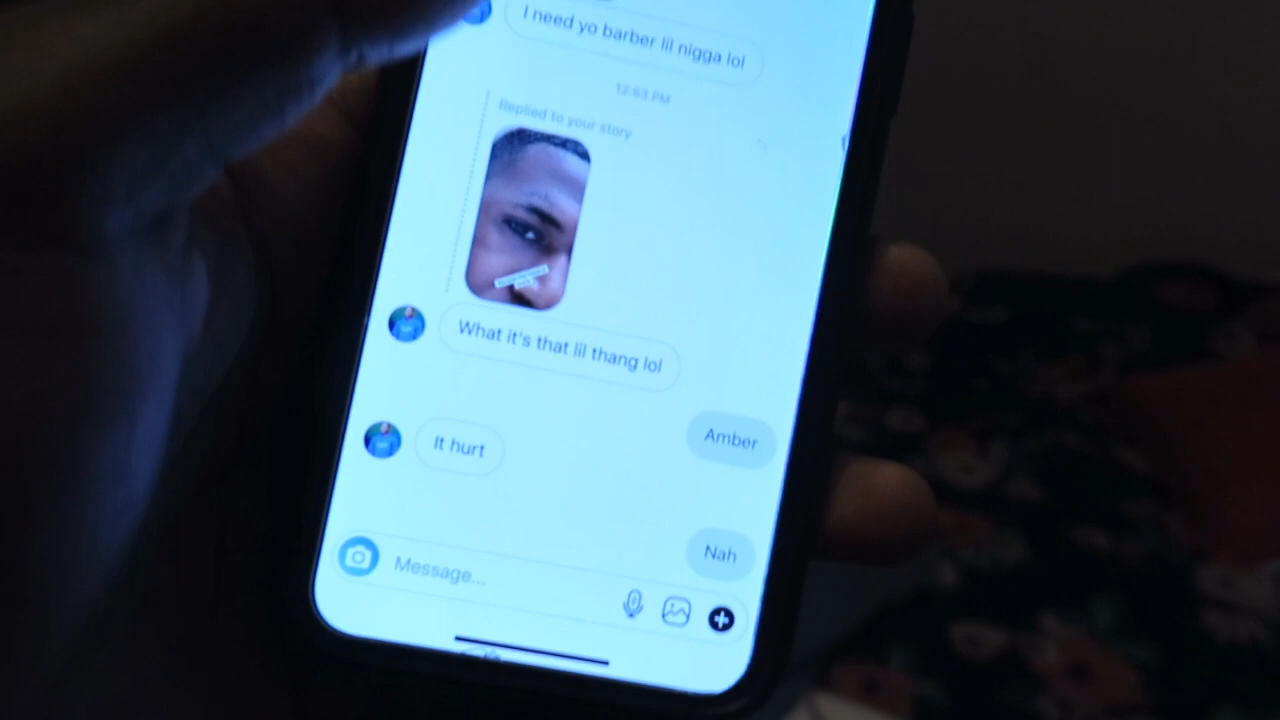 I need yo barber lil nigga lol
12:53 PM
Replied to your story
What it's that lil thang lol
Amber
It hurt
Nah
Message...